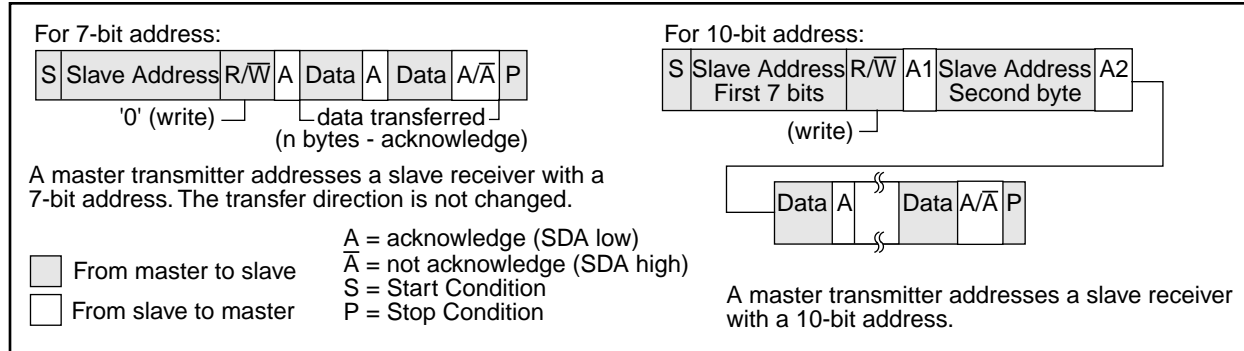 For 7-bit address:
S Slave Address R/W̅ A Data A Data A/A̅ P
'0' (write) data transferred
(n bytes - acknowledge)
A master transmitter addresses a slave receiver with a
7-bit address. The transfer direction is not changed.
From master to slave
From slave to master
A = acknowledge (SDA low)
A̅ = not acknowledge (SDA high)
S = Start Condition
P = Stop Condition
For 10-bit address:
S Slave Address First 7 bits R/W̅ A1 Slave Address Second byte A2
(write)
Data A Data A/A̅ P
A master transmitter addresses a slave receiver
with a 10-bit address.